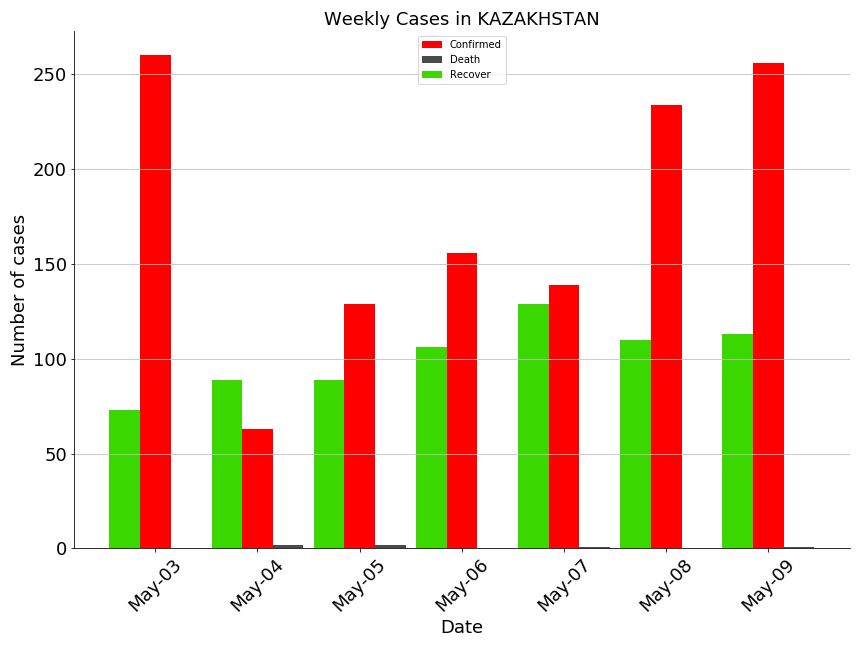 Weekly Cases in KAZAKHSTAN
Confirmed
Death
Recover
Number of cases
250
200
150
100
50
0
May-03
May-04
May-05
May-06
May-07
May-08
May-09
Date